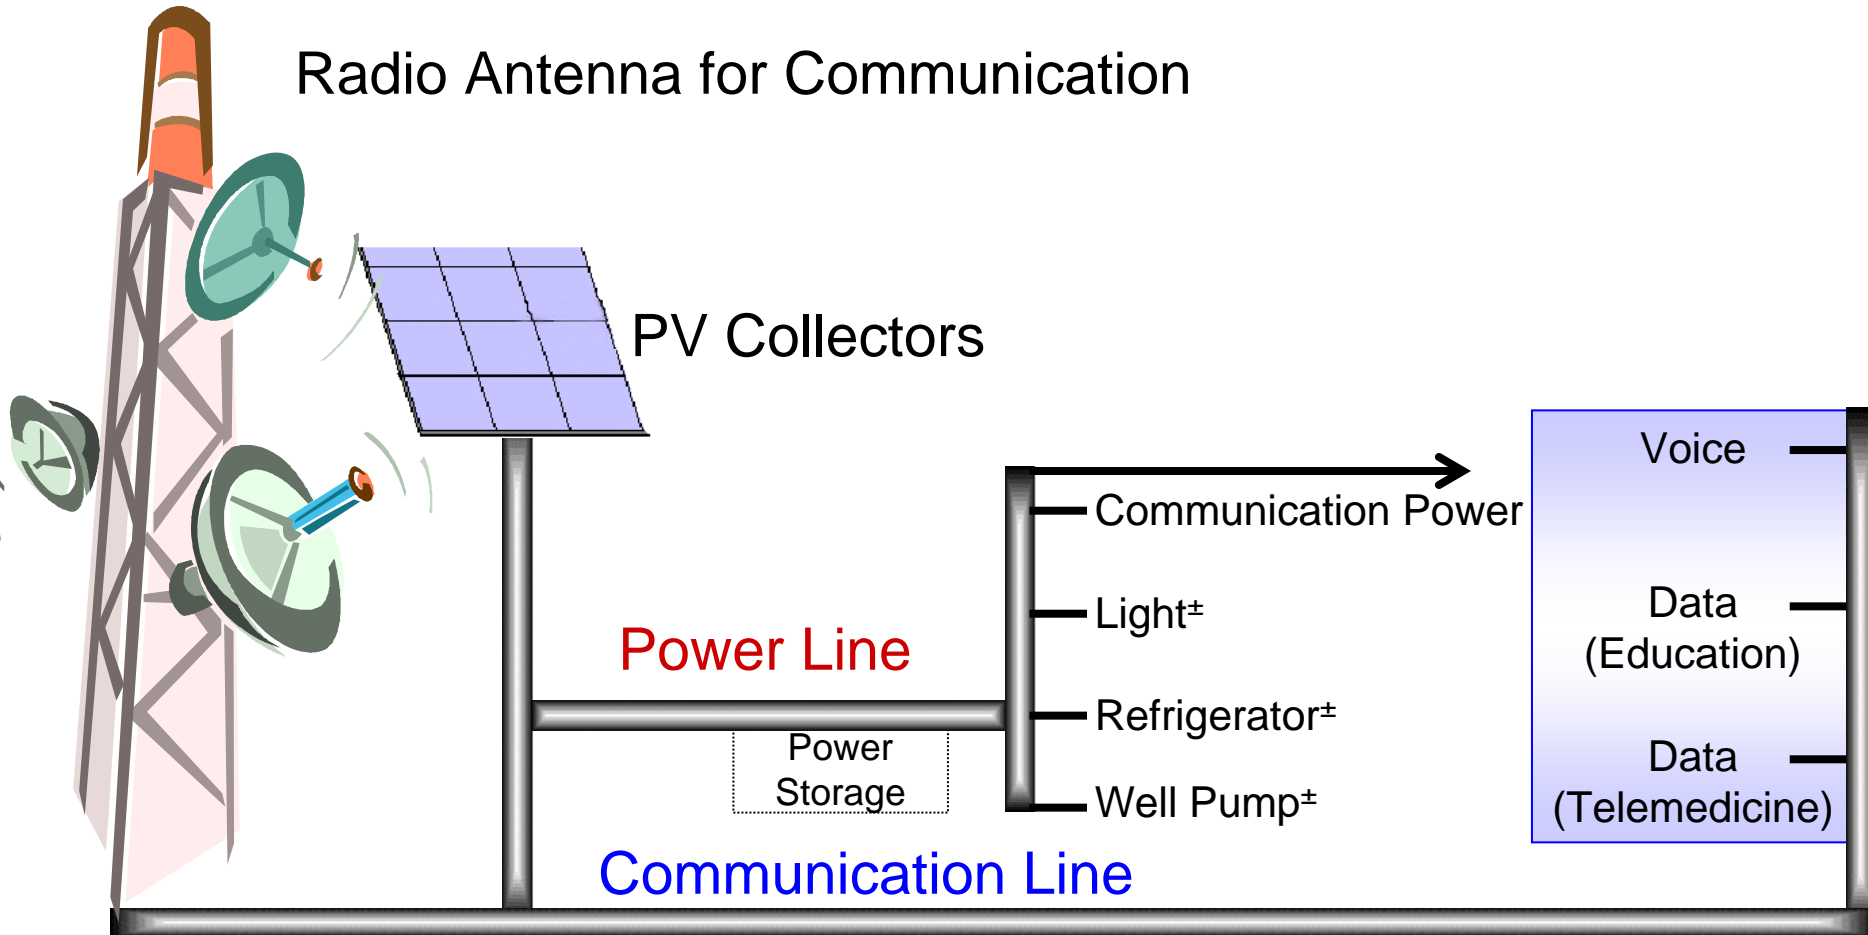 Radio Antenna for Communication
PV Collectors
Voice
Communication Power
Data
(Education)
Light±
Power Line
Refrigerator±
Power
Storage
Data
(Telemedicine)
Well Pump±
Communication Line